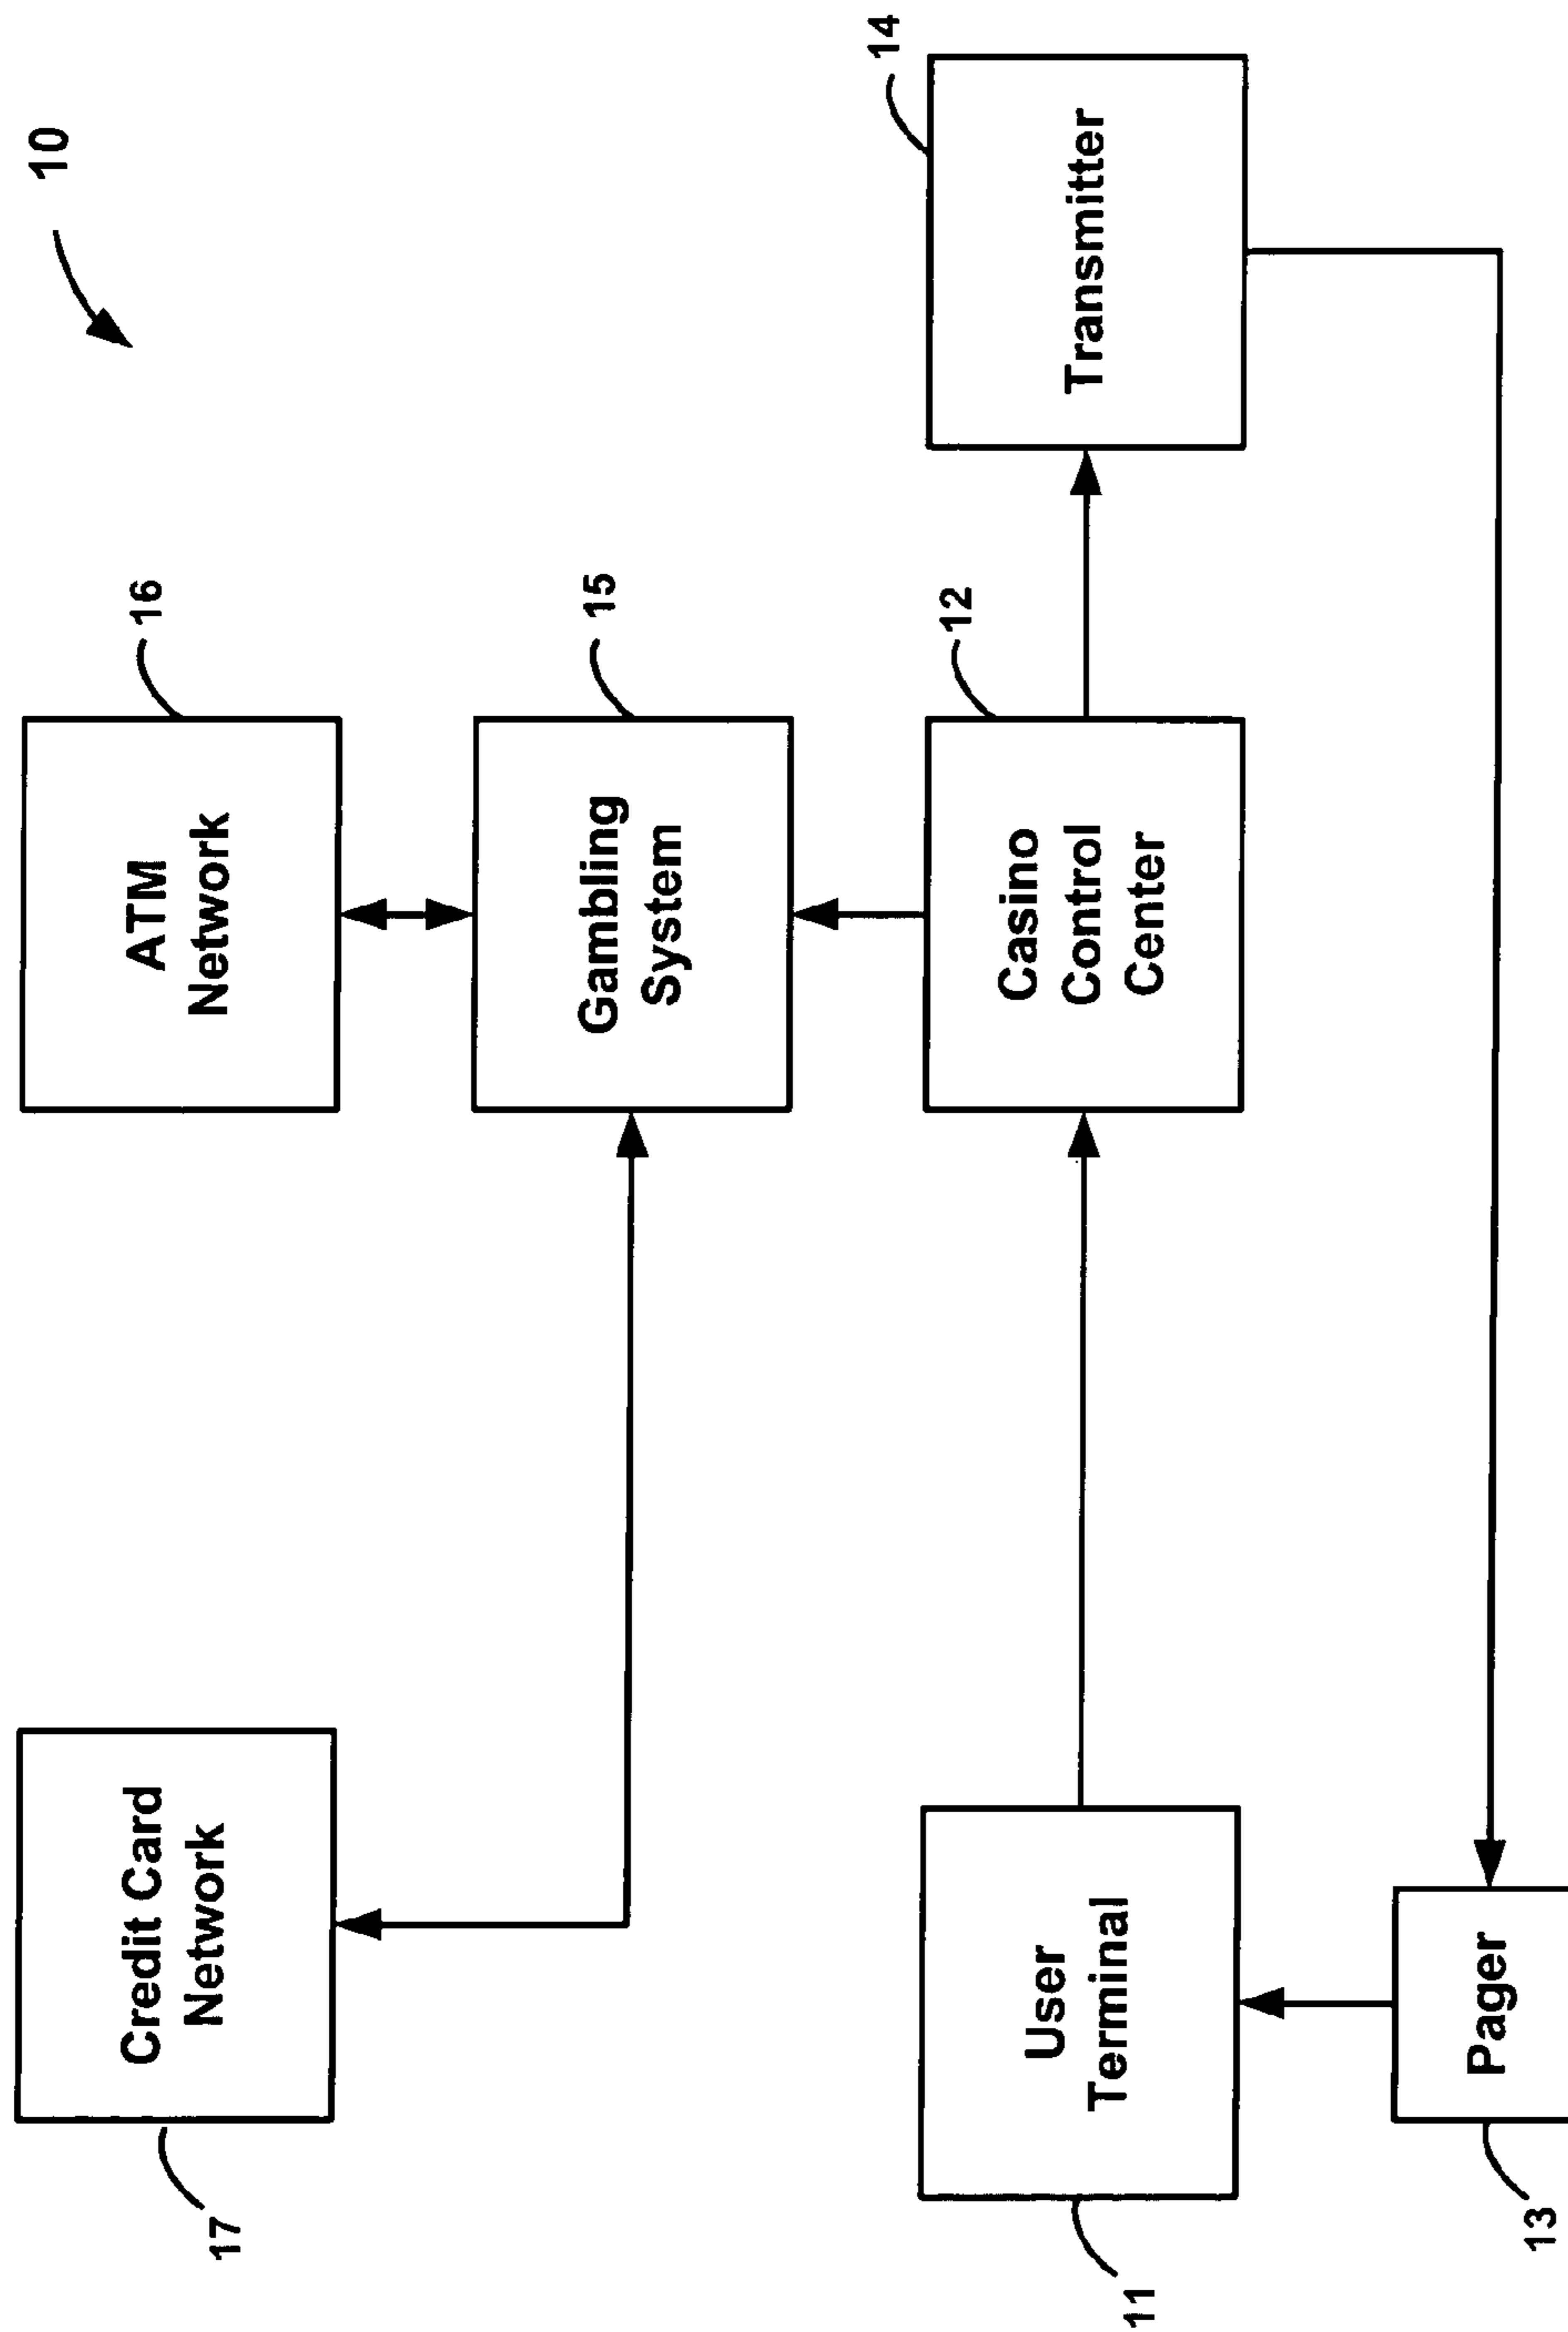 10
17
Credit Card
Network
16
ATM
Network
15
Gambling
System
11
User
Terminal
12
Casino
Control
Center
14
Transmitter
13
Pager